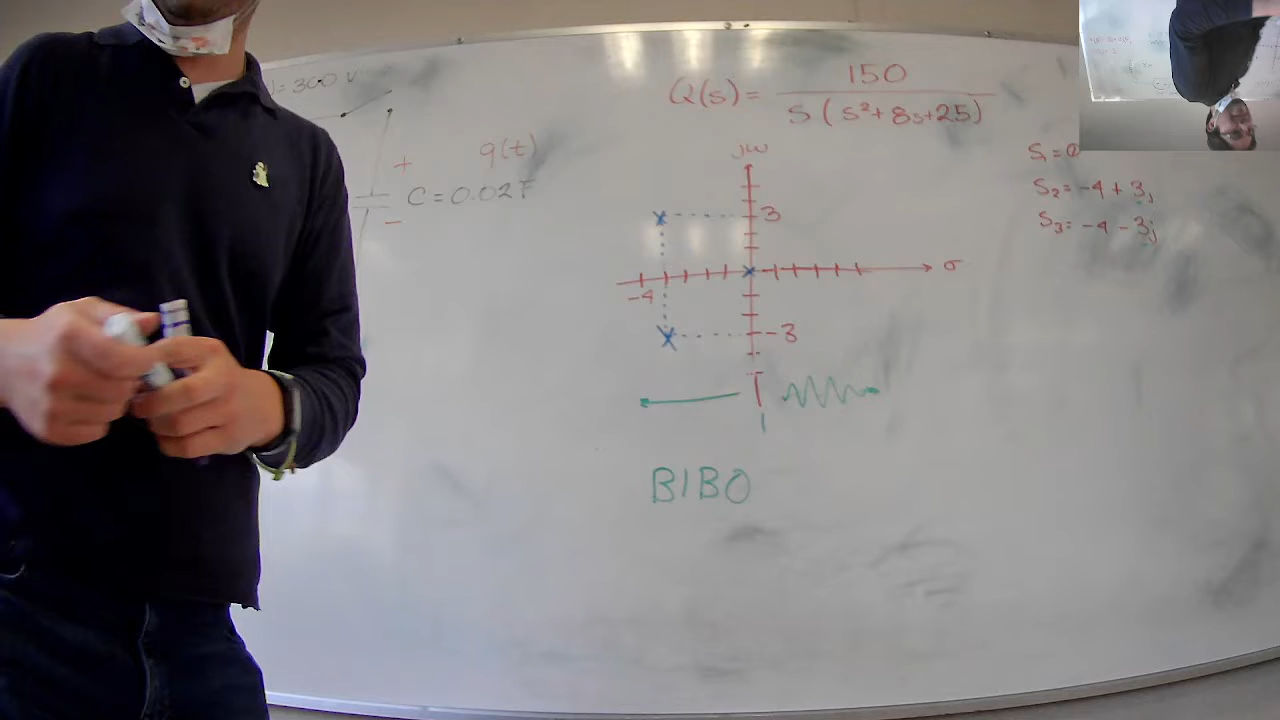 = 300 V
q(t)
+
C = 0.02F
−
Q(s) = 150 / s (s² + 8s + 25)
jω
3
σ
-4
-3
BIBO
S₁ = 0
S₂ = -4 + 3j
S₃ = -4 - 3j